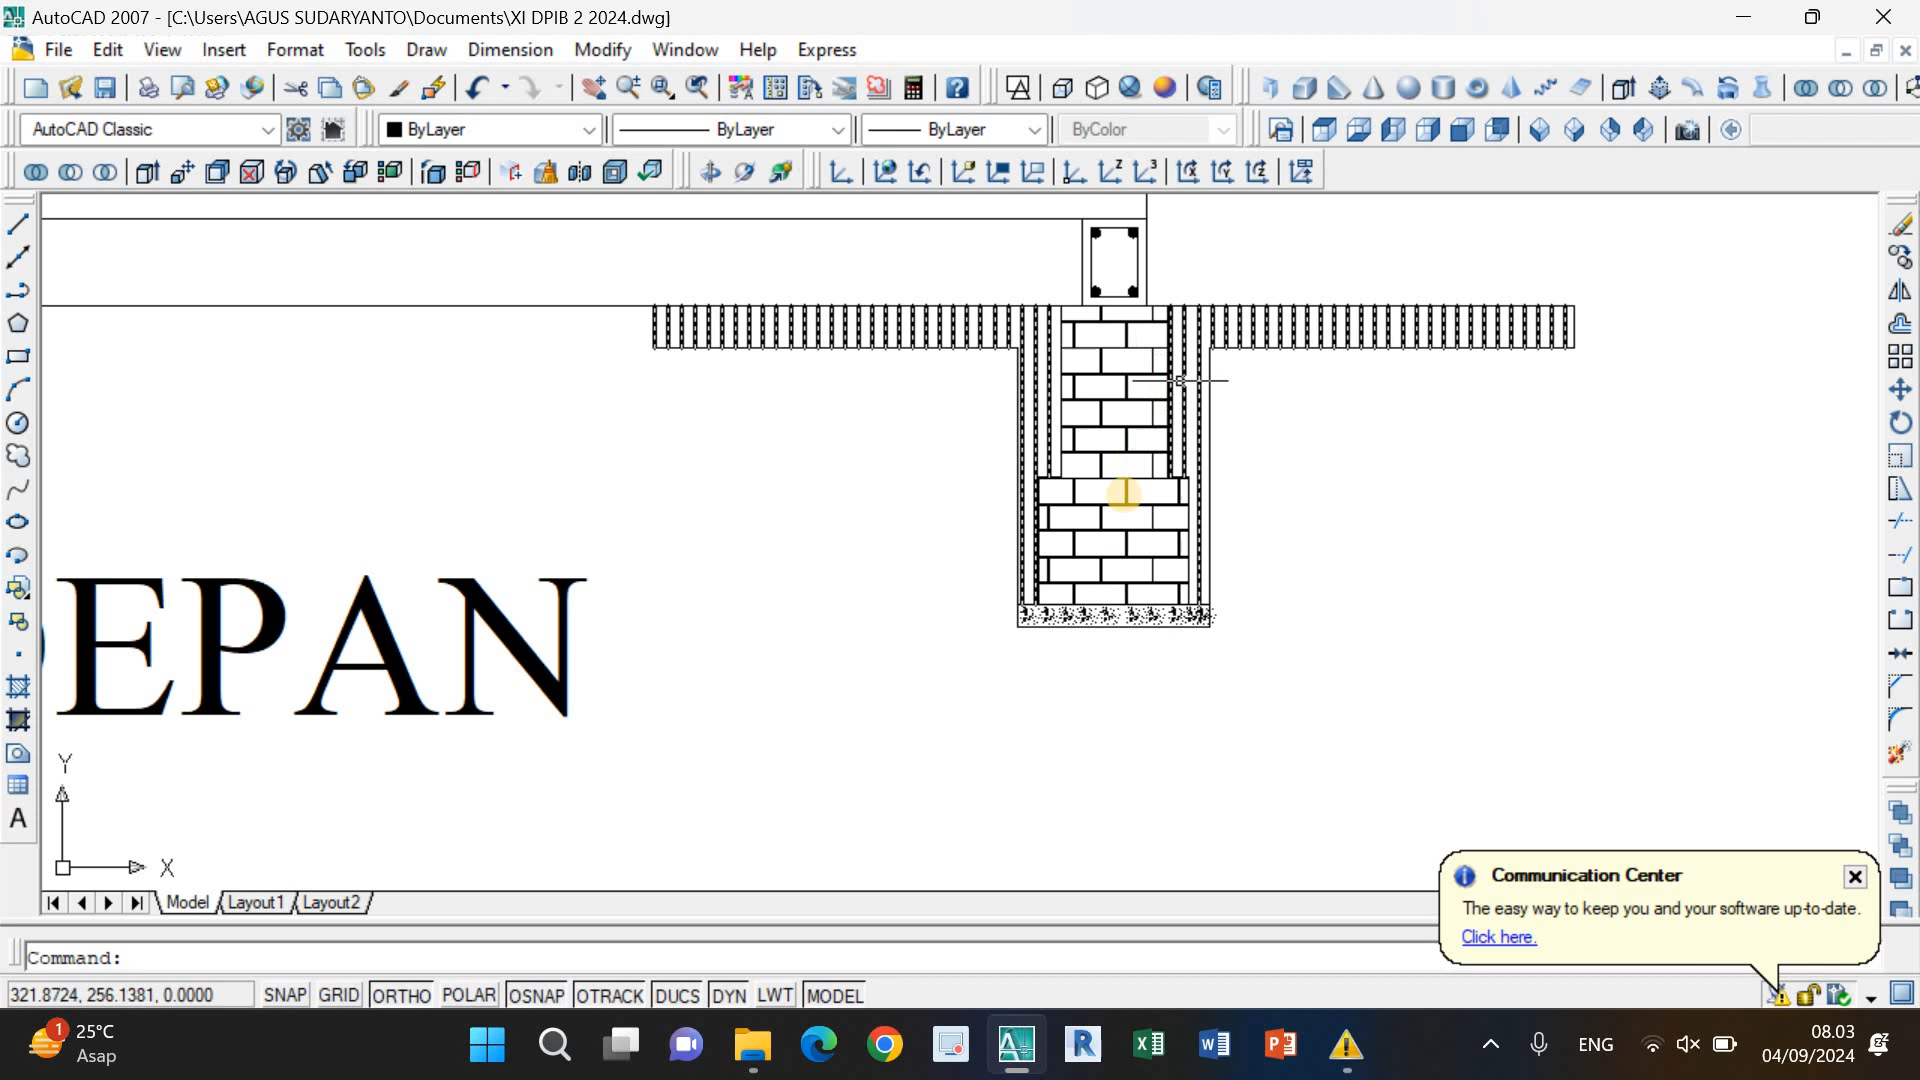 AutoCAD 2007 - [C:\Users\AGUS SUDARYANTO\Documents\XI DPIB 2 2024.dwg]
File Edit View Insert Format Tools Draw Dimension Modify Window Help Express
AutoCAD Classic ByLayer ByLayer ByLayer ByColor
EPAN
Y
X
A
Model Layout1 Layout2
Communication Center
The easy way to keep you and your software up-to-date.
Click here.
Command:
321.8724, 256.1381, 0.0000 SNAP GRID ORTHO POLAR OSNAP OTRACK DUCS DYN LWT MODEL
1 25°C
Asap
ENG
08.03
04/09/2024